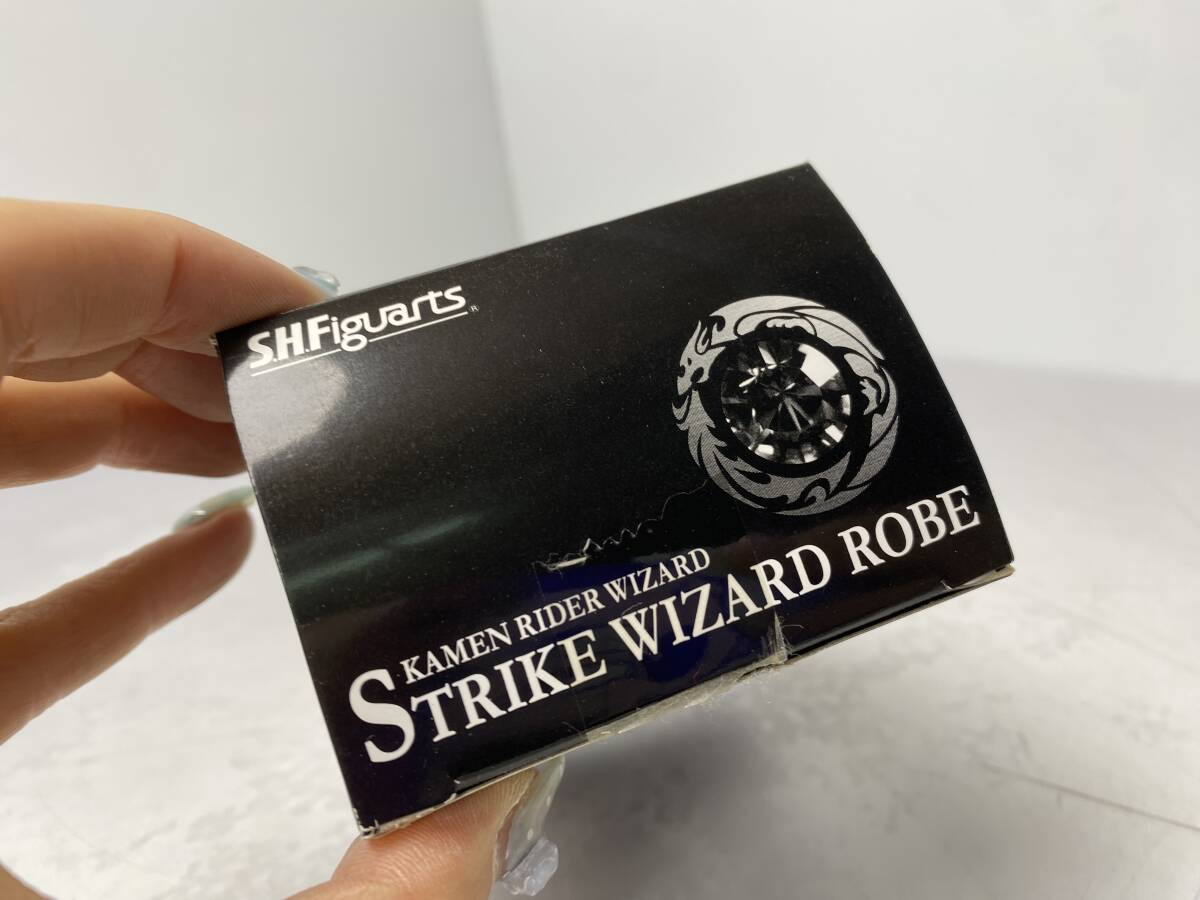 S.H.Figuarts®
KAMEN RIDER WIZARD
STRIKE WIZARD ROBE